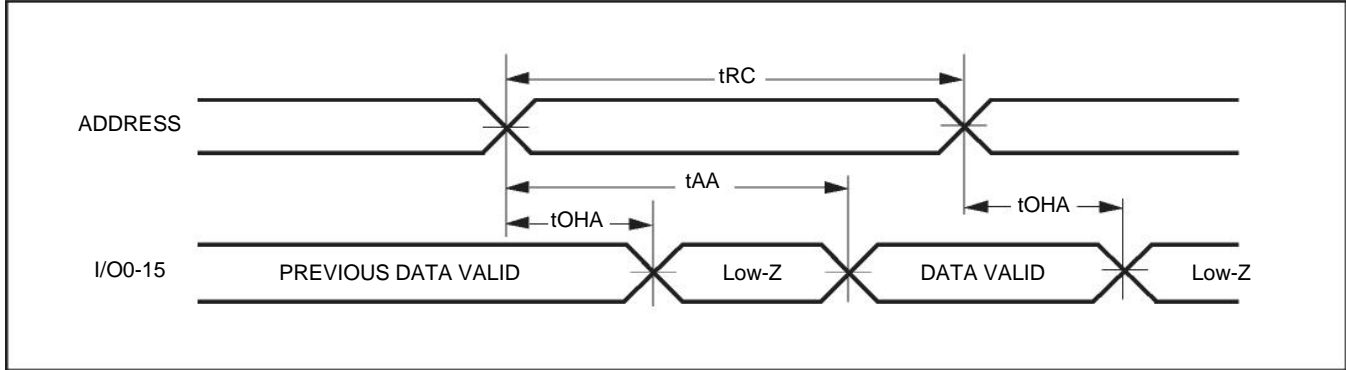 tRC
ADDRESS
tAA
tOHA
tOHA
I/O0-15
PREVIOUS DATA VALID
Low-Z
DATA VALID
Low-Z